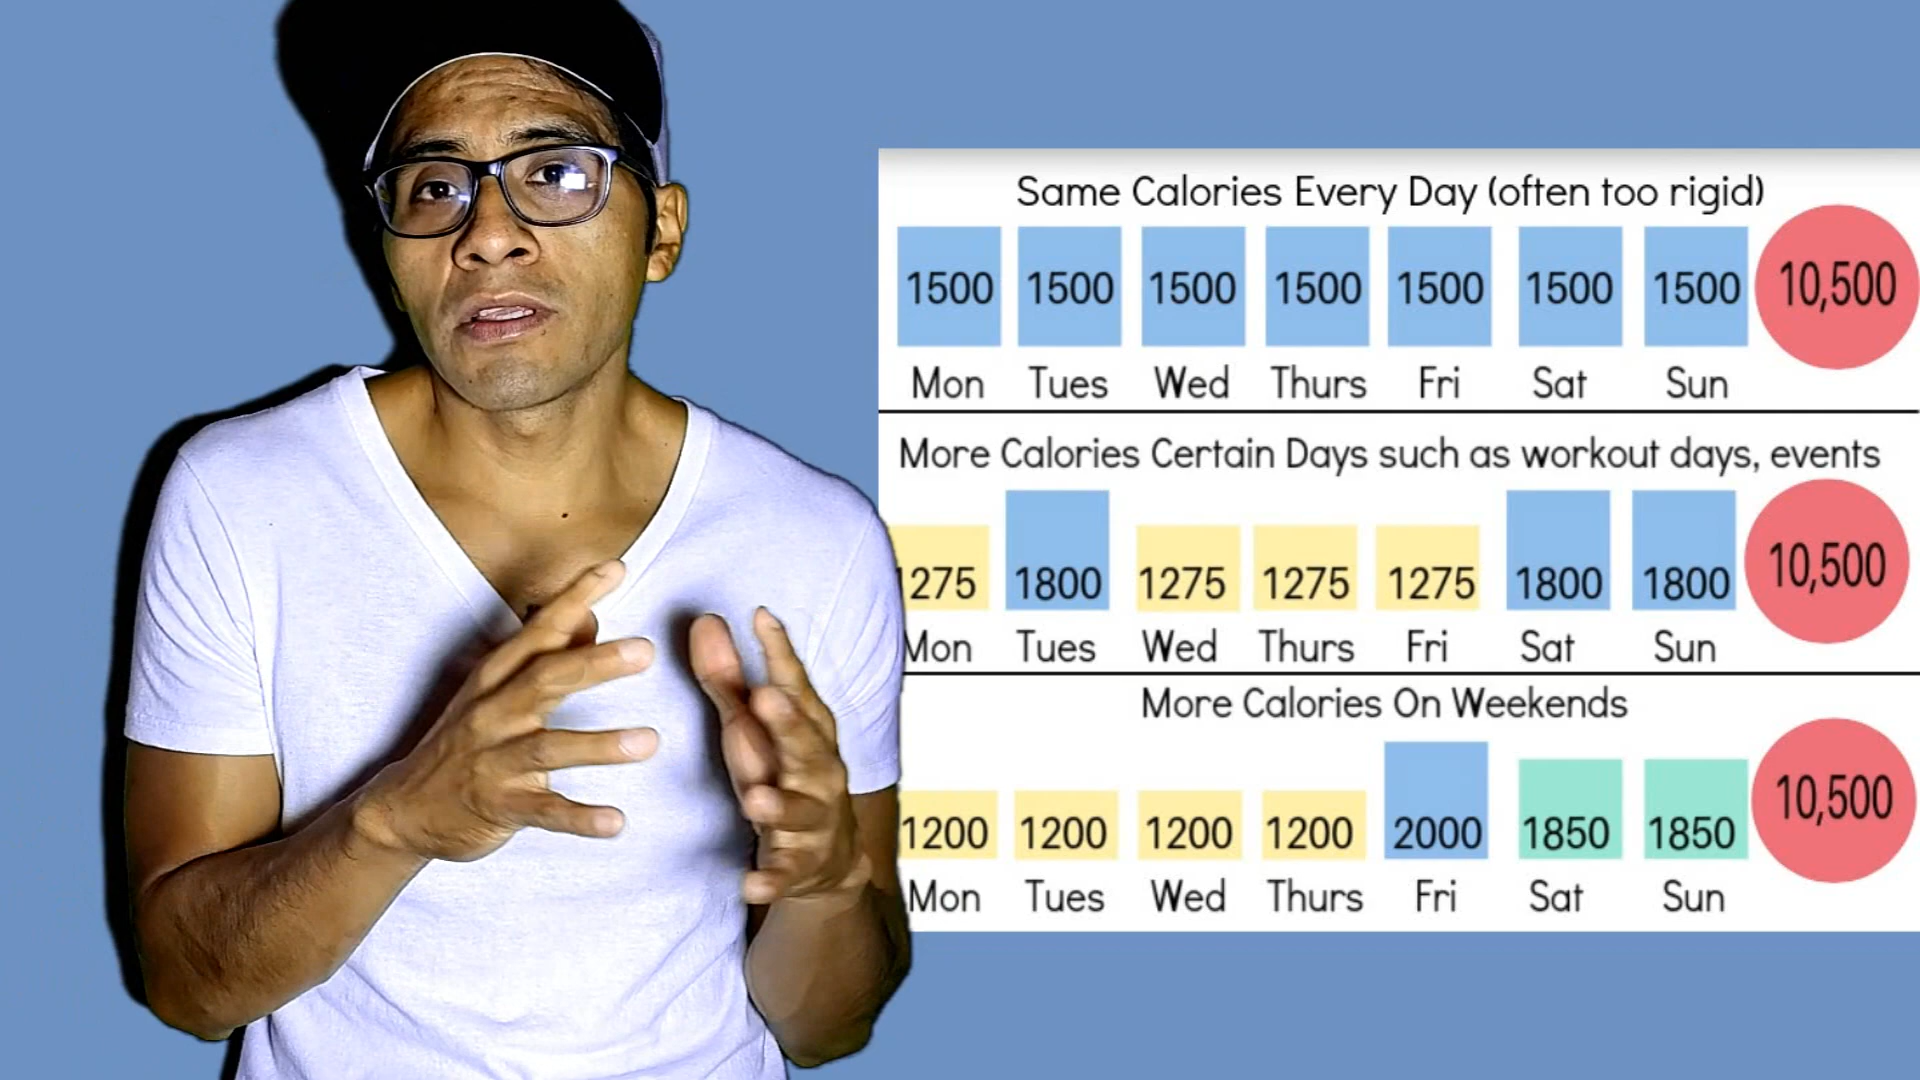 Same Calories Every Day (often too rigid)
1500 1500 1500 1500 1500 1500 1500 10,500
Mon Tues Wed Thurs Fri Sat Sun
More Calories Certain Days such as workout days, events
1275 1800 1275 1275 1275 1800 1800 10,500
Mon Tues Wed Thurs Fri Sat Sun
More Calories On Weekends
1200 1200 1200 1200 2000 1850 1850 10,500
Mon Tues Wed Thurs Fri Sat Sun